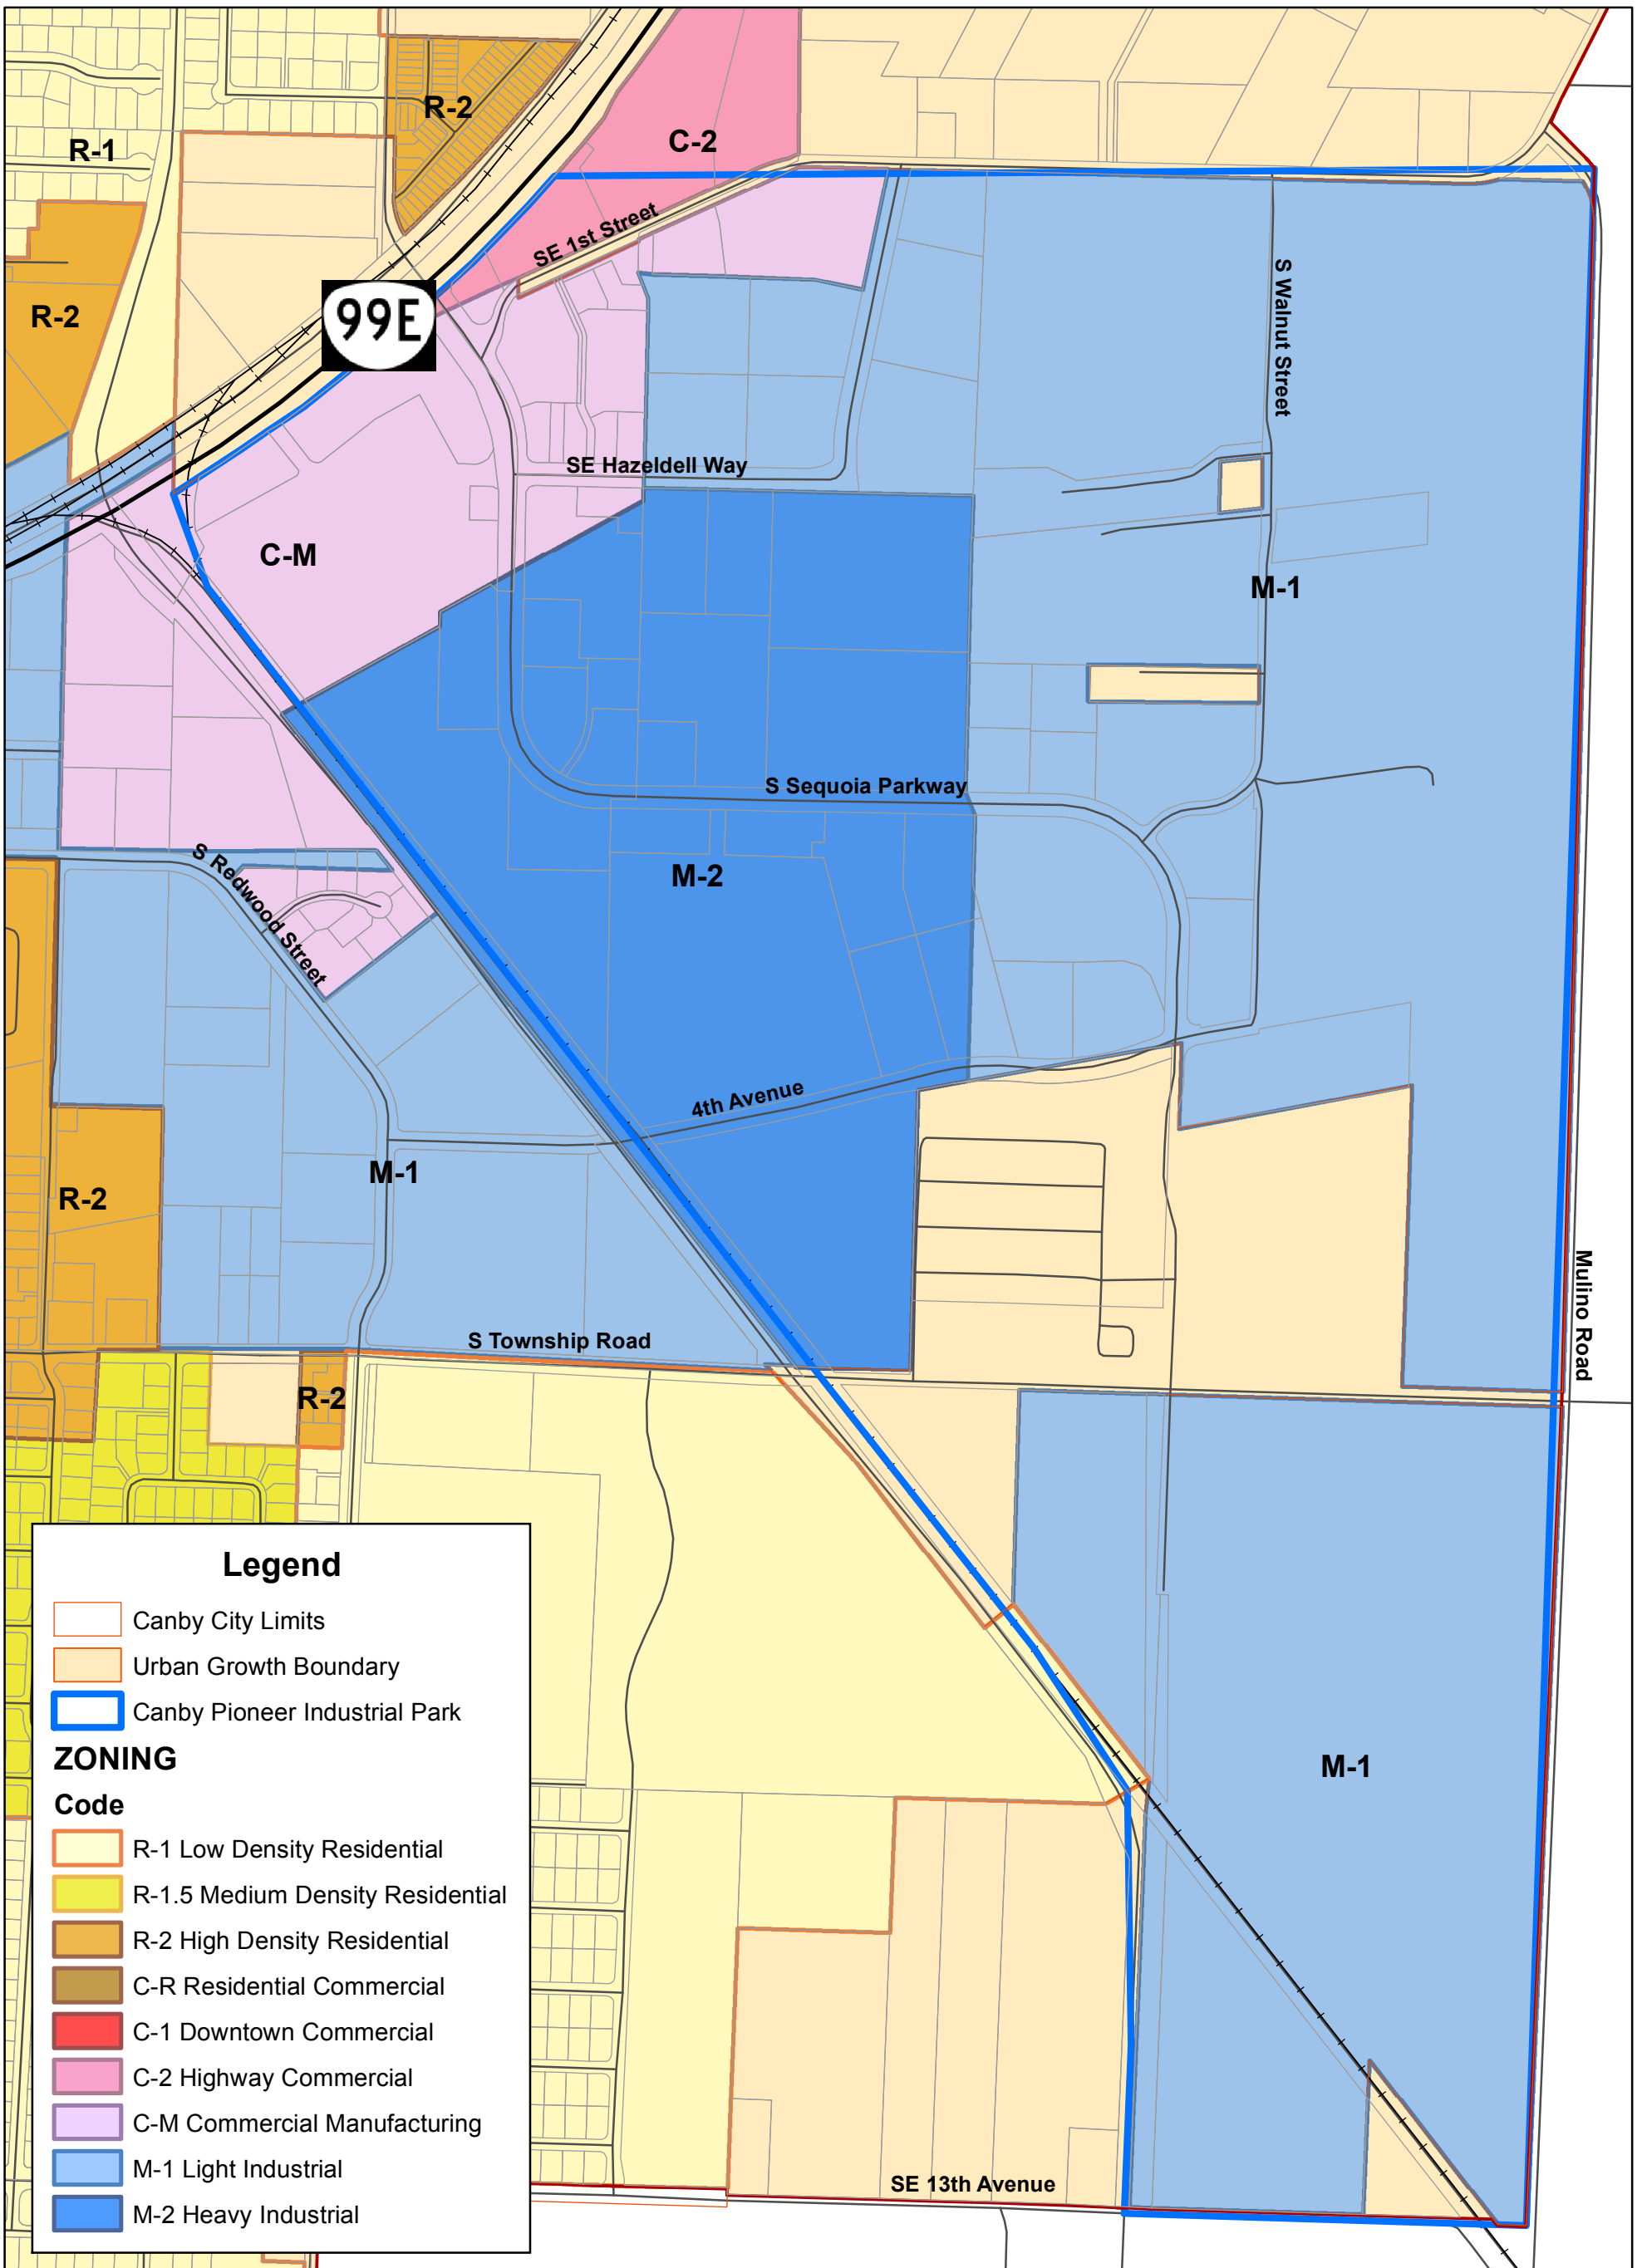 R-2
C-2
R-1
SE 1st Street
S Walnut Street
R-2
99E
SE Hazeldell Way
C-M
M-1
S Sequoia Parkway
M-2
S Redwood Street
4th Avenue
M-1
R-2
Mulino Road
S Township Road
R-2
M-1
SE 13th Avenue
Legend
Canby City Limits
Urban Growth Boundary
Canby Pioneer Industrial Park
ZONING
Code
R-1 Low Density Residential
R-1.5 Medium Density Residential
R-2 High Density Residential
C-R Residential Commercial
C-1 Downtown Commercial
C-2 Highway Commercial
C-M Commercial Manufacturing
M-1 Light Industrial
M-2 Heavy Industrial